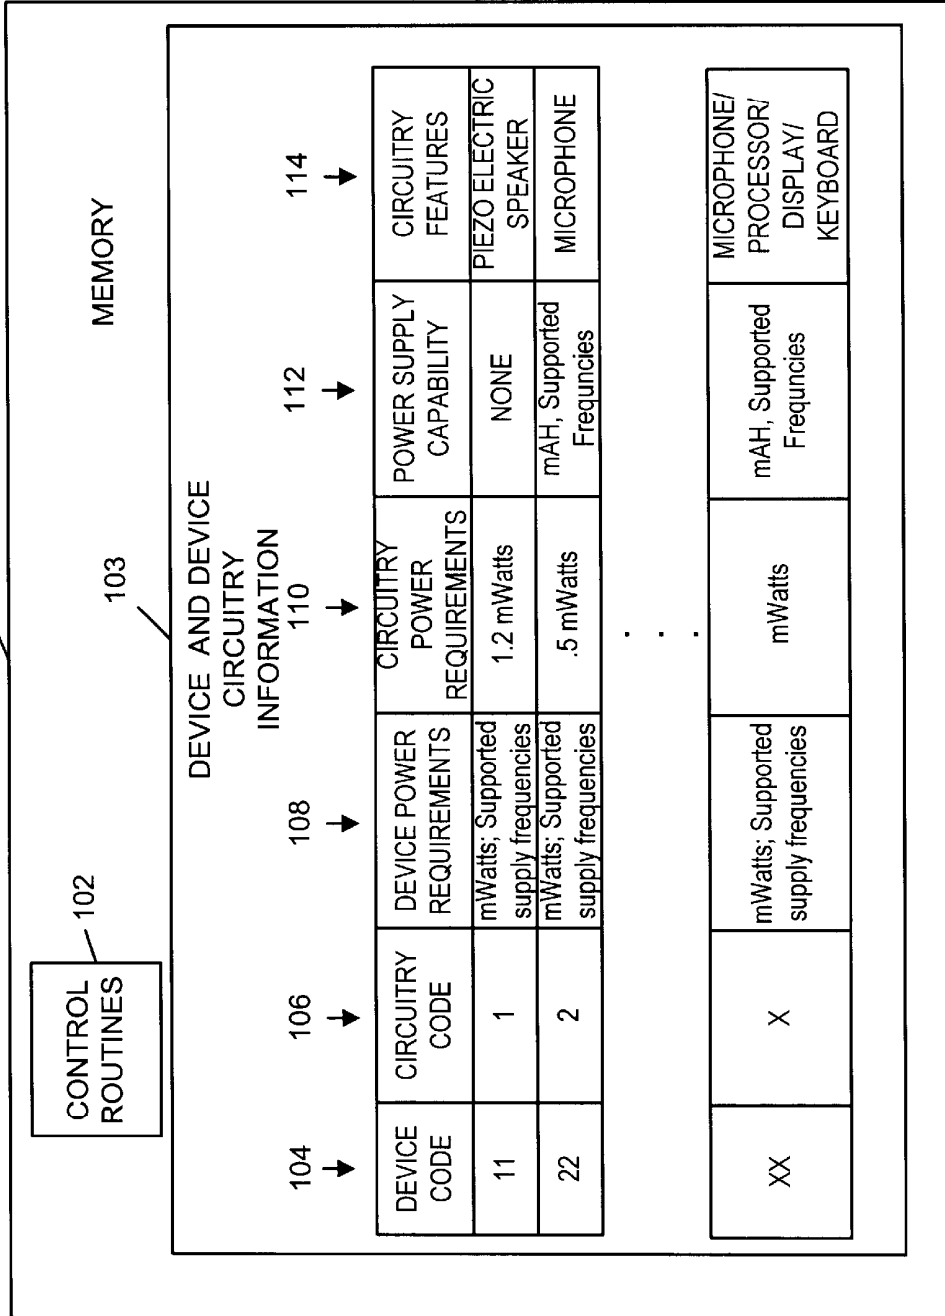 MEMORY
CONTROL
ROUTINES
102
103
DEVICE AND DEVICE
CIRCUITRY
INFORMATION
104
106
108
110
112
114
DEVICE
CODE
CIRCUITRY
CODE
DEVICE POWER
REQUIREMENTS
CIRCUITRY
POWER
REQUIREMENTS
POWER SUPPLY
CAPABILITY
CIRCUITRY
FEATURES
11
1
mWatts; Supported
supply frequencies
1.2 mWatts
NONE
PIEZO ELECTRIC
SPEAKER
22
2
mWatts; Supported
supply frequencies
.5 mWatts
mAH, Supported
Frequncies
MICROPHONE
. . .
XX
X
mWatts; Supported
supply frequencies
mWatts
mAH, Supported
Frequncies
MICROPHONE/
PROCESSOR/
DISPLAY/
KEYBOARD